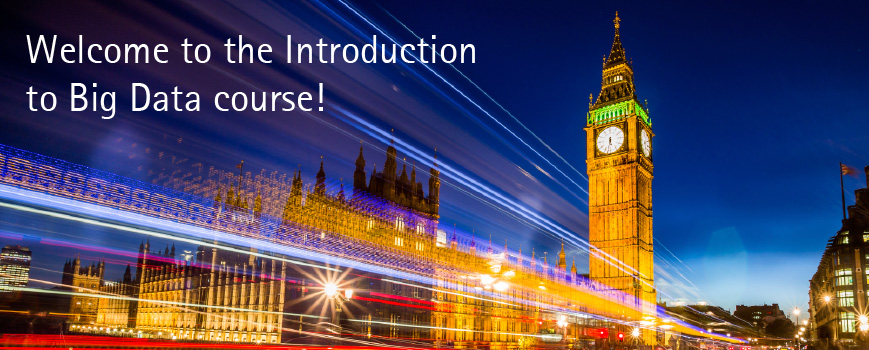 Welcome to the Introduction
to Big Data course!